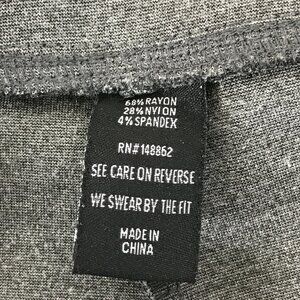 68% RAYON
28% NYLON
4% SPANDEX
RN# 148862
SEE CARE ON REVERSE
WE SWEAR BY THE FIT
MADE IN
CHINA